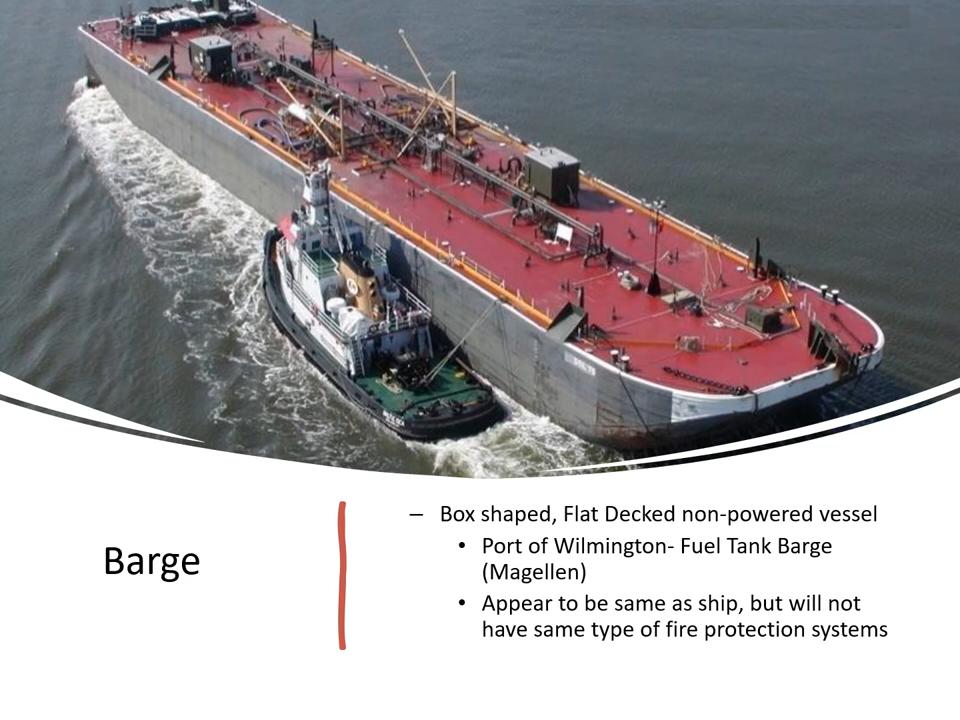 Barge
– Box shaped, Flat Decked non-powered vessel
• Port of Wilmington- Fuel Tank Barge
(Magellen)
• Appear to be same as ship, but will not
have same type of fire protection systems